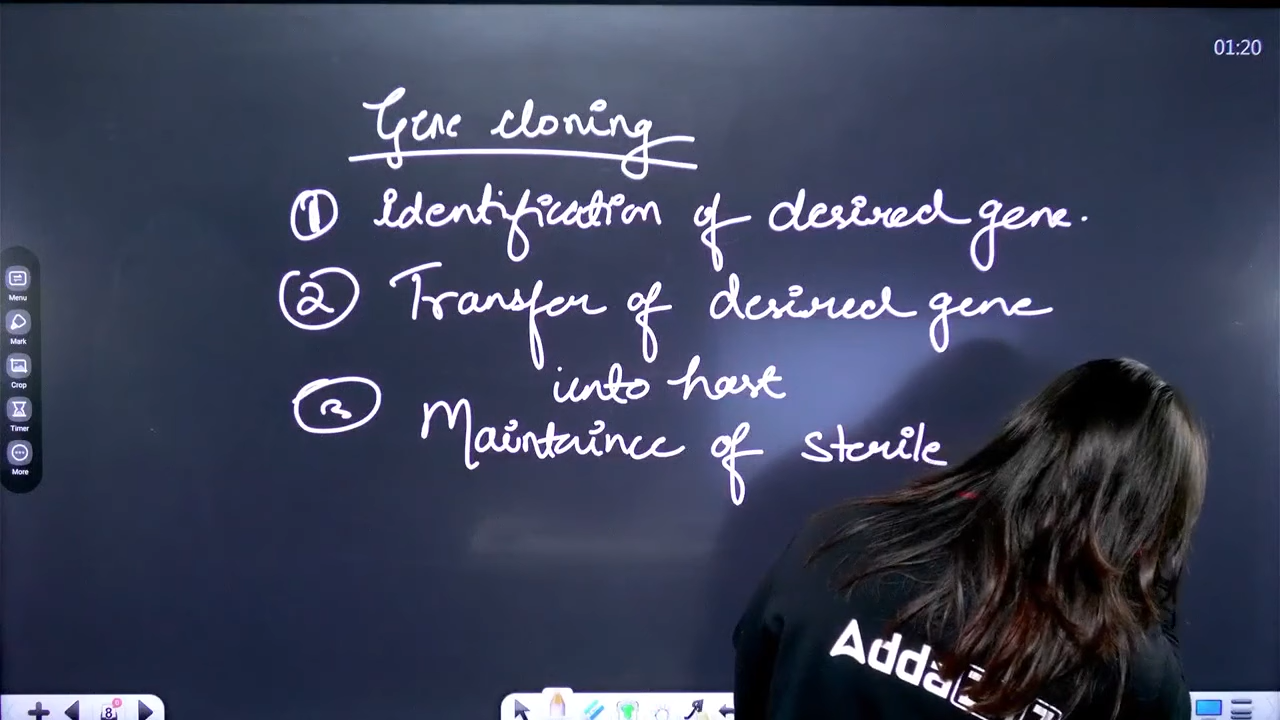 01:20
Gene cloning
① identification of desired gene.
② Transfer of desired gene
into host
③ Maintaince of sterile
Menu
Mark
Crop
Timer
More
8
Adda